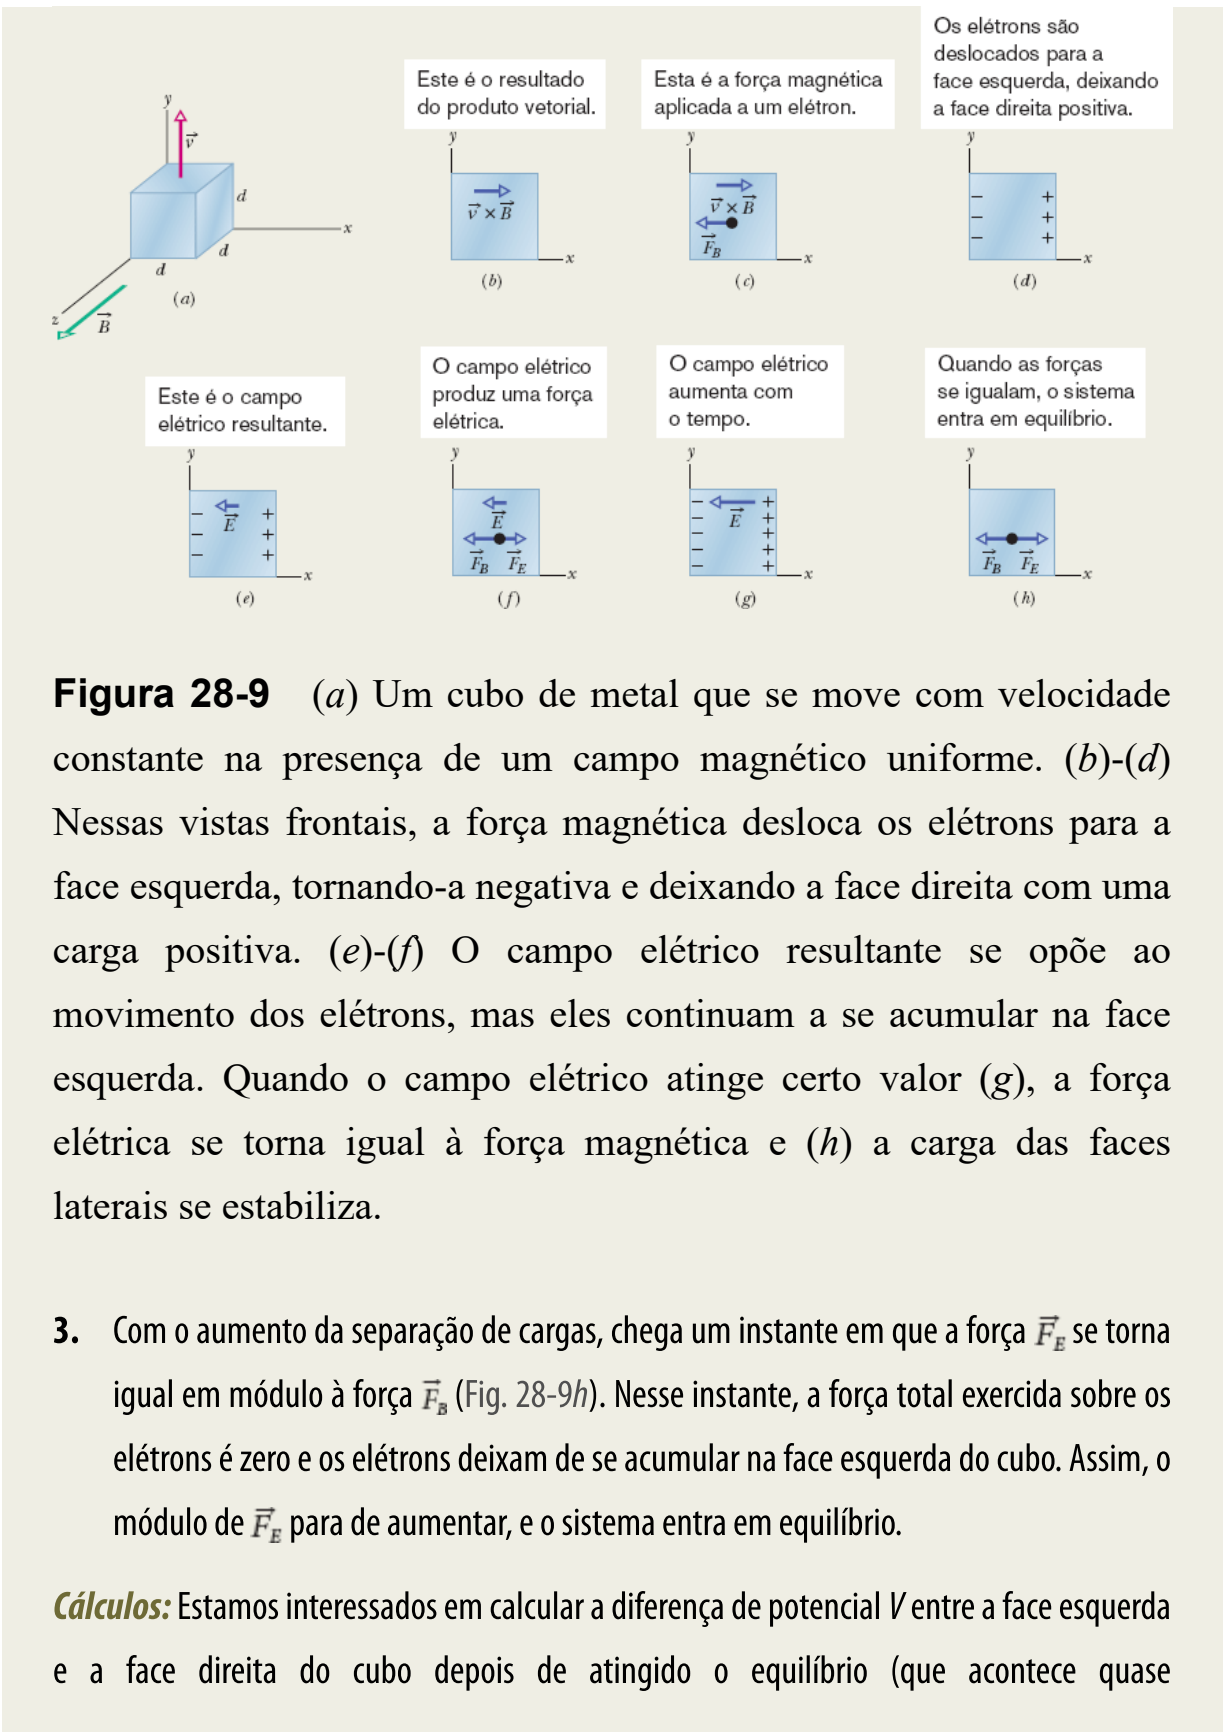 Os elétrons são
deslocados para a
face esquerda, deixando
a face direita positiva.
Este é o resultado
do produto vetorial.
Esta é a força magnética
aplicada a um elétron.
y
v⃗
d
d
d
x
z
B⃗
(a)
y
v⃗ × B⃗
x
(b)
y
v⃗ × B⃗
F⃗B
x
(c)
y
− +
− +
− +
x
(d)
Este é o campo
elétrico resultante.
O campo elétrico
produz uma força
elétrica.
O campo elétrico
aumenta com
o tempo.
Quando as forças
se igualam, o sistema
entra em equilíbrio.
y
− E⃗ +
− +
− +
x
(e)
y
E⃗
F⃗B F⃗E
x
(f)
y
− +
− E⃗ +
− +
− +
− +
x
(g)
y
F⃗B F⃗E
x
(h)
Figura 28-9 (a) Um cubo de metal que se move com velocidade
constante na presença de um campo magnético uniforme. (b)-(d)
Nessas vistas frontais, a força magnética desloca os elétrons para a
face esquerda, tornando-a negativa e deixando a face direita com uma
carga positiva. (e)-(f) O campo elétrico resultante se opõe ao
movimento dos elétrons, mas eles continuam a se acumular na face
esquerda. Quando o campo elétrico atinge certo valor (g), a força
elétrica se torna igual à força magnética e (h) a carga das faces
laterais se estabiliza.
3. Com o aumento da separação de cargas, chega um instante em que a força F⃗E se torna
igual em módulo à força F⃗B (Fig. 28-9h). Nesse instante, a força total exercida sobre os
elétrons é zero e os elétrons deixam de se acumular na face esquerda do cubo. Assim, o
módulo de F⃗E para de aumentar, e o sistema entra em equilíbrio.
Cálculos: Estamos interessados em calcular a diferença de potencial V entre a face esquerda
e a face direita do cubo depois de atingido o equilíbrio (que acontece quase